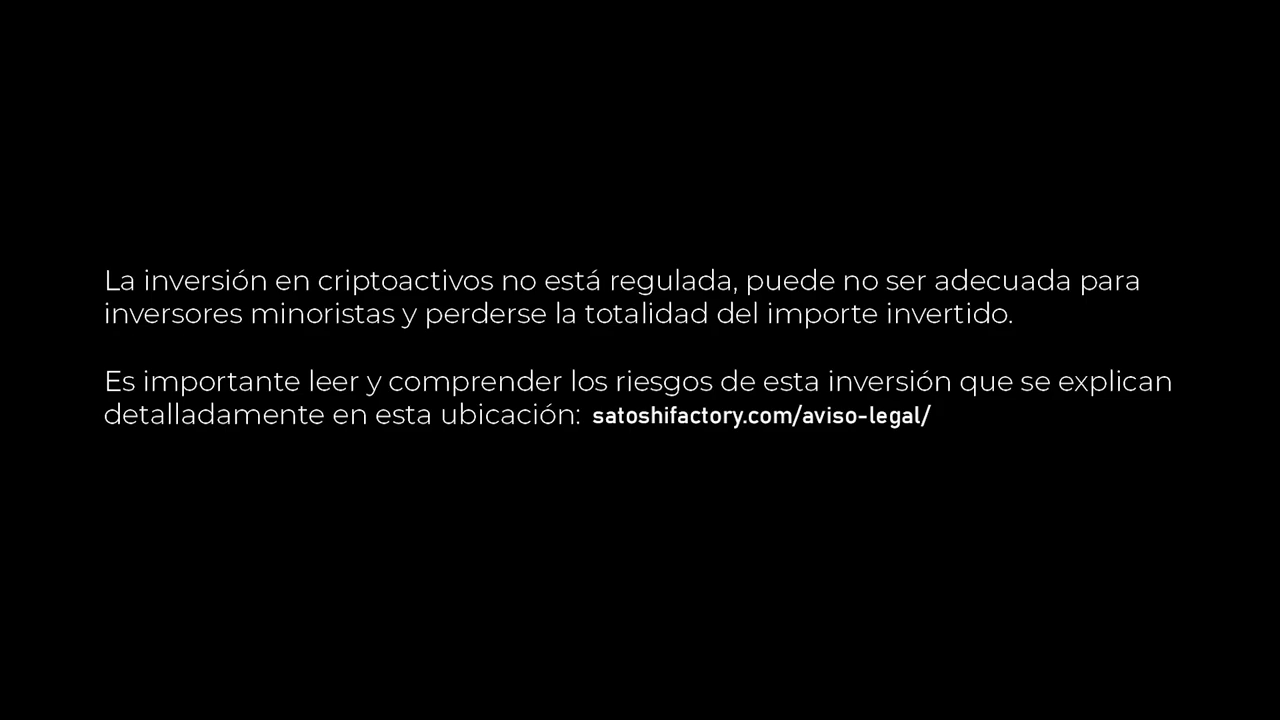 La inversión en criptoactivos no está regulada, puede no ser adecuada para
inversores minoristas y perderse la totalidad del importe invertido.
Es importante leer y comprender los riesgos de esta inversión que se explican
detalladamente en esta ubicación: satoshifactory.com/aviso-legal/